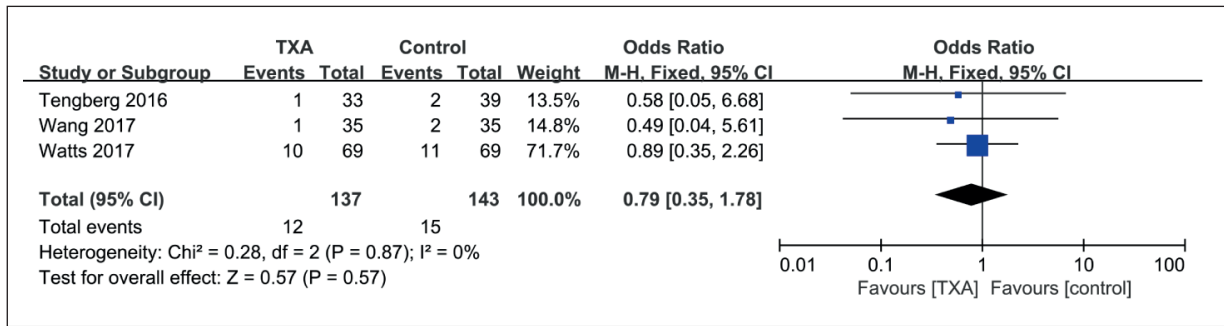 TXA Control Odds Ratio Odds Ratio
Study or Subgroup Events Total Events Total Weight M-H, Fixed, 95% CI M-H, Fixed, 95% CI
Tengberg 2016 1 33 2 39 13.5% 0.58 [0.05, 6.68]
Wang 2017 1 35 2 35 14.8% 0.49 [0.04, 5.61]
Watts 2017 10 69 11 69 71.7% 0.89 [0.35, 2.26]
Total (95% CI) 137 143 100.0% 0.79 [0.35, 1.78]
Total events 12 15
Heterogeneity: Chi² = 0.28, df = 2 (P = 0.87); I² = 0%
Test for overall effect: Z = 0.57 (P = 0.57)
0.01 0.1 1 10 100
Favours [TXA] Favours [control]